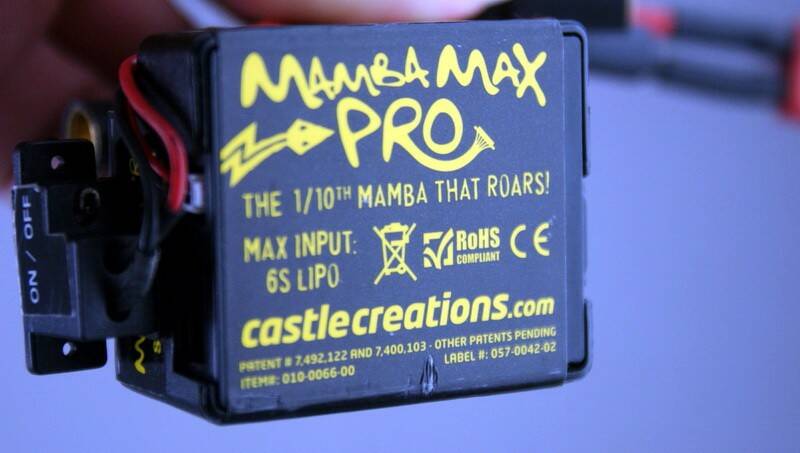 MAMBA MAX
PRO
THE 1/10TH MAMBA THAT ROARS!
MAX INPUT:
6S LIPO
RoHS
COMPLIANT
CE
castlecreations.com
PATENT # 7,492,122 AND 7,400,103 - OTHER PATENTS PENDING
ITEM#: 010-0066-00
LABEL #: 057-0042-02
ON / OFF